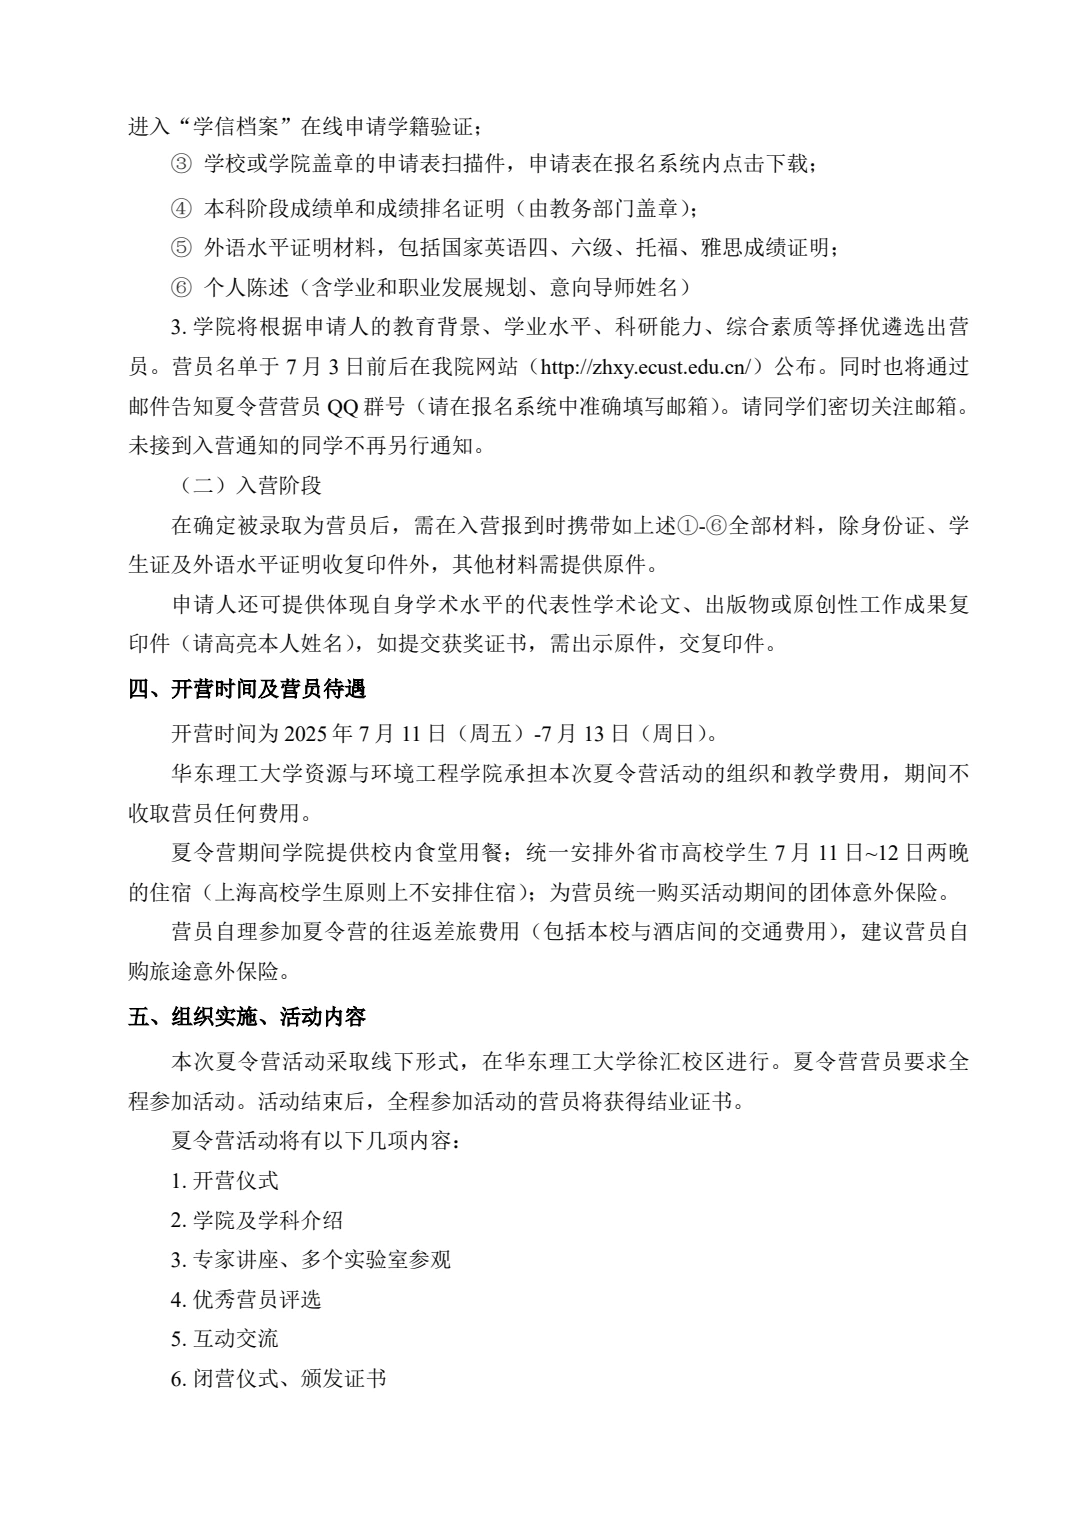 进入“学信档案”在线申请学籍验证；
③ 学校或学院盖章的申请表扫描件，申请表在报名系统内点击下载；
④ 本科阶段成绩单和成绩排名证明（由教务部门盖章）；
⑤ 外语水平证明材料，包括国家英语四、六级、托福、雅思成绩证明；
⑥ 个人陈述（含学业和职业发展规划、意向导师姓名）
3. 学院将根据申请人的教育背景、学业水平、科研能力、综合素质等择优遴选出营
员。营员名单于 7 月 3 日前后在我院网站（http://zhxy.ecust.edu.cn/）公布。同时也将通过
邮件告知夏令营营员 QQ 群号（请在报名系统中准确填写邮箱）。请同学们密切关注邮箱。
未接到入营通知的同学不再另行通知。
（二）入营阶段
在确定被录取为营员后，需在入营报到时携带如上述①-⑥全部材料，除身份证、学
生证及外语水平证明收复印件外，其他材料需提供原件。
申请人还可提供体现自身学术水平的代表性学术论文、出版物或原创性工作成果复
印件（请高亮本人姓名），如提交获奖证书，需出示原件，交复印件。
四、开营时间及营员待遇
开营时间为 2025 年 7 月 11 日（周五）-7 月 13 日（周日）。
华东理工大学资源与环境工程学院承担本次夏令营活动的组织和教学费用，期间不
收取营员任何费用。
夏令营期间学院提供校内食堂用餐；统一安排外省市高校学生 7 月 11 日~12 日两晚
的住宿（上海高校学生原则上不安排住宿）；为营员统一购买活动期间的团体意外保险。
营员自理参加夏令营的往返差旅费用（包括本校与酒店间的交通费用），建议营员自
购旅途意外保险。
五、组织实施、活动内容
本次夏令营活动采取线下形式，在华东理工大学徐汇校区进行。夏令营营员要求全
程参加活动。活动结束后，全程参加活动的营员将获得结业证书。
夏令营活动将有以下几项内容：
1. 开营仪式
2. 学院及学科介绍
3. 专家讲座、多个实验室参观
4. 优秀营员评选
5. 互动交流
6. 闭营仪式、颁发证书